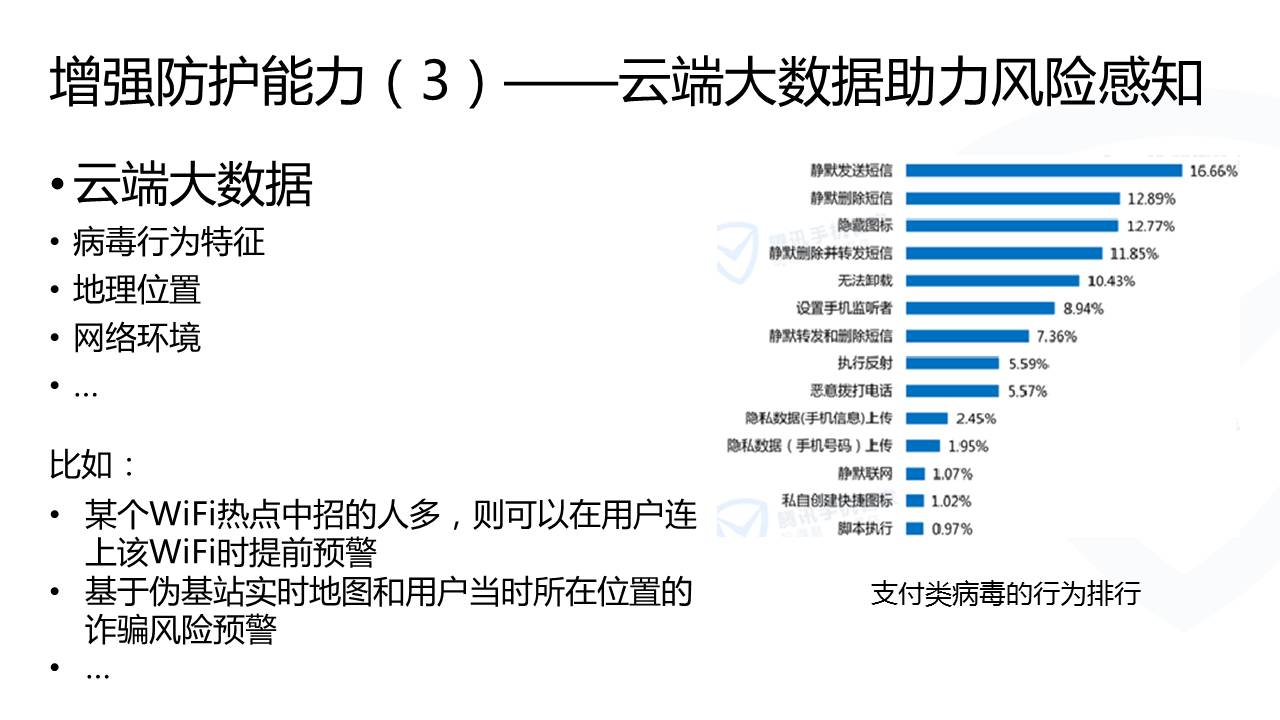 增强防护能力（3）——云端大数据助力风险感知
•云端大数据
• 病毒行为特征
• 地理位置
• 网络环境
• …
比如：
• 某个WiFi热点中招的人多，则可以在用户连
上该WiFi时提前预警
• 基于伪基站实时地图和用户当时所在位置的
诈骗风险预警
• …
静默发送短信 16.66%
静默删除短信 12.89%
隐藏图标 12.77%
静默删除并转发短信 11.85%
无法卸载 10.43%
设置手机监听者 8.94%
静默转发和删除短信 7.36%
执行反射 5.59%
恶意拨打电话 5.57%
隐私数据(手机信息)上传 2.45%
隐私数据（手机号码）上传 1.95%
静默联网 1.07%
私自创建快捷图标 1.02%
脚本执行 0.97%
支付类病毒的行为排行